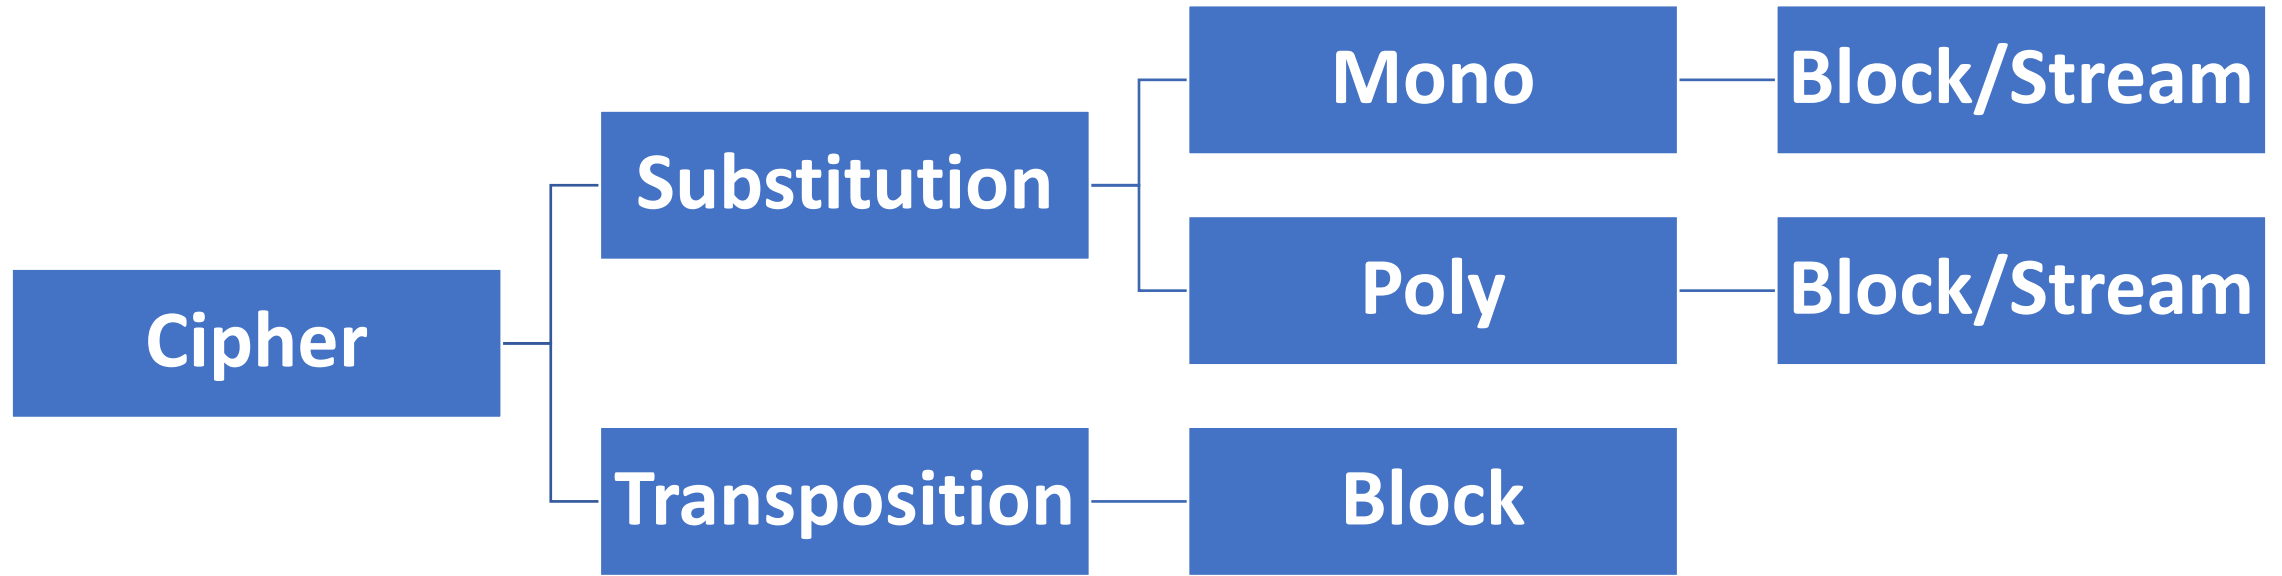 Cipher
Substitution
Mono
Block/Stream
Poly
Block/Stream
Transposition
Block